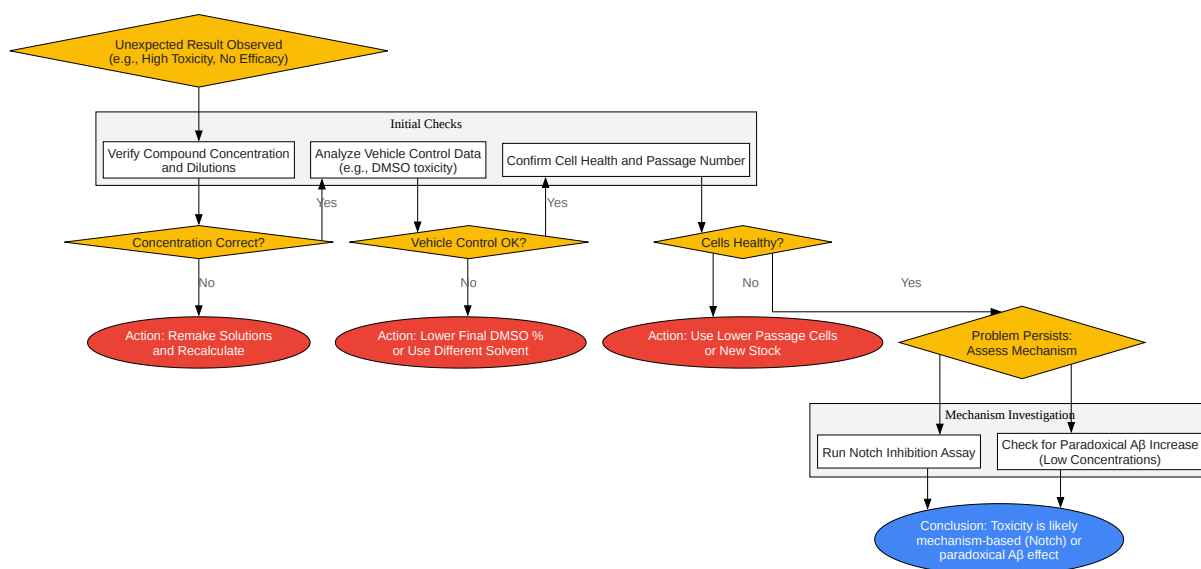 Unexpected Result Observed
(e.g., High Toxicity, No Efficacy)
Initial Checks
Verify Compound Concentration
and Dilutions
Analyze Vehicle Control Data
(e.g., DMSO toxicity)
Confirm Cell Health and Passage Number
Yes
Yes
Concentration Correct?
Vehicle Control OK?
Cells Healthy?
No
No
No
Yes
Action: Remake Solutions
and Recalculate
Action: Lower Final DMSO %
or Use Different Solvent
Action: Use Lower Passage Cells
or New Stock
Problem Persists:
Assess Mechanism
Mechanism Investigation
Run Notch Inhibition Assay
Check for Paradoxical Aβ Increase
(Low Concentrations)
Conclusion: Toxicity is likely
mechanism-based (Notch) or
paradoxical Aβ effect